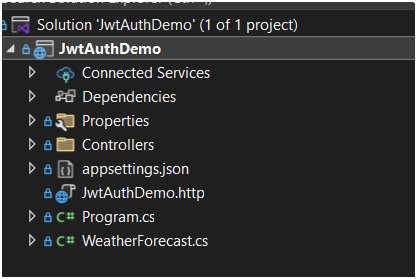 Solution 'JwtAuthDemo' (1 of 1 project)
JwtAuthDemo
Connected Services
Dependencies
Properties
Controllers
appsettings.json
JwtAuthDemo.http
C# Program.cs
C# WeatherForecast.cs